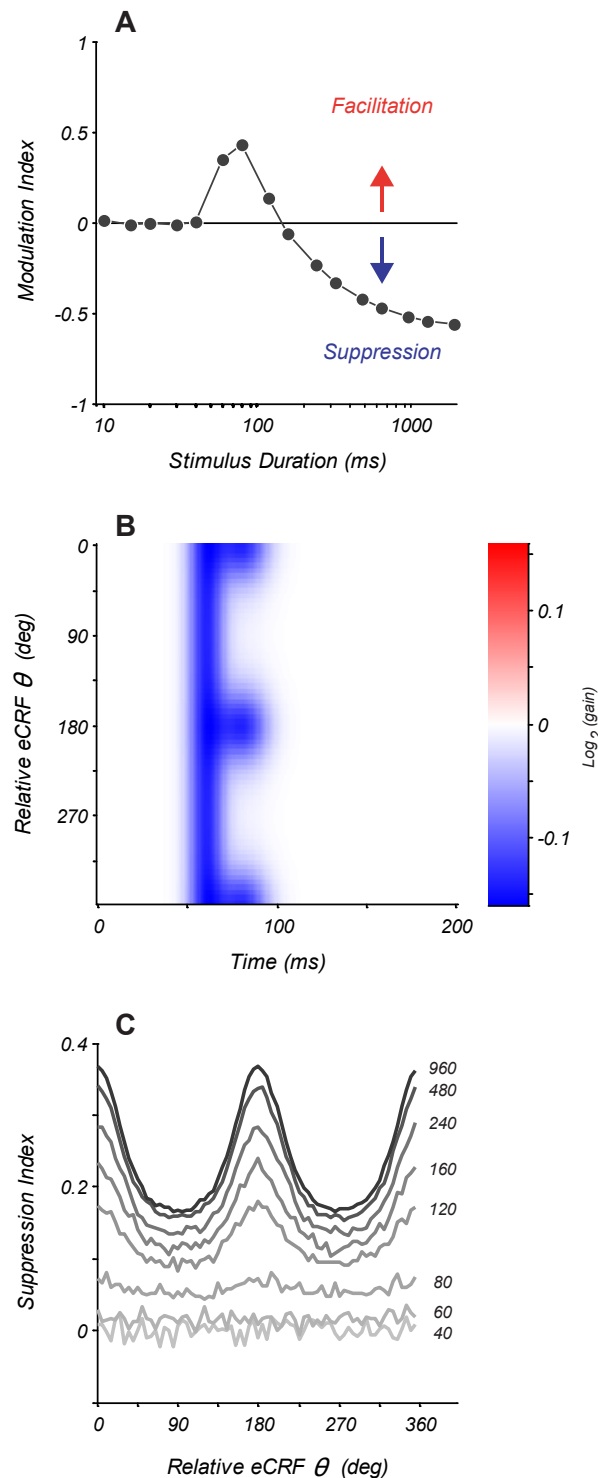 A
1
0.5
0
-0.5
-1
Modulation Index
Facilitation
Suppression
10
100
1000
Stimulus Duration (ms)
B
0
90
180
270
Relative eCRF θ (deg)
0
100
200
Time (ms)
0.1
0
-0.1
Log2 (gain)
C
0.4
0.2
0
Suppression Index
960
480
240
160
120
80
60
40
0
90
180
270
360
Relative eCRF θ (deg)